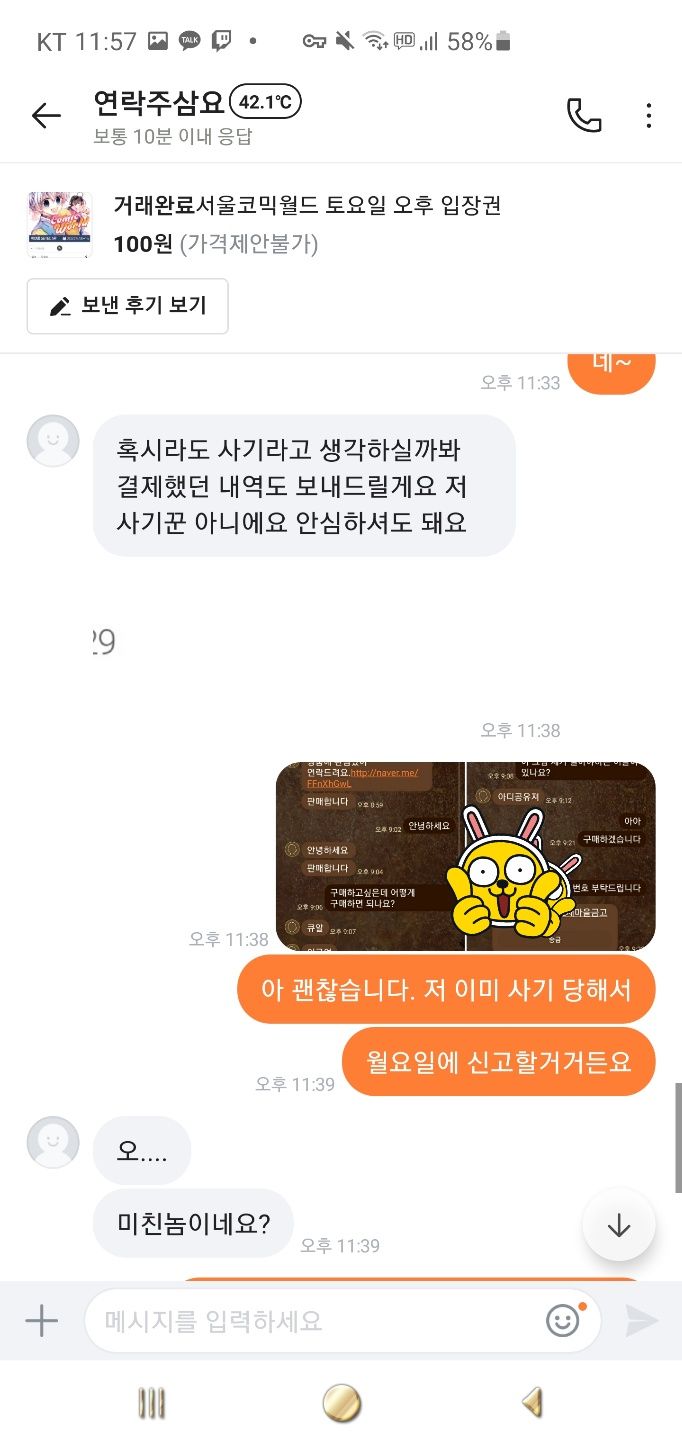 KT 11:57 TALK HD 58%
연락주삼요 42.1℃
보통 10분 이내 응답
거래완료서울코믹월드 토요일 오후 입장권
100원 (가격제안불가)
보낸 후기 보기
네~
오후 11:33
혹시라도 사기라고 생각하실까봐
결제했던 내역도 보내드릴게요 저
사기꾼 아니에요 안심하셔도 돼요
29
오후 11:38
연락드려요.http://naver.me/
FFnXhGwL
판매합니다 오후 8:59
오후 9:02 안녕하세요
안녕하세요
판매합니다 오후 9:04
구매하고싶은데 어떻게
오후 9:06 구매하면 되나요?
큐알 오후 9:07
오후 9:08 있나요?
아디공유저 오후 9:12
아아
오후 9:21 구매하겠습니다
번호 부탁드립니다
마을금고
오후 11:38
아 괜찮습니다. 저 이미 사기 당해서
월요일에 신고할거거든요
오후 11:39
오....
미친놈이네요?
오후 11:39
메시지를 입력하세요